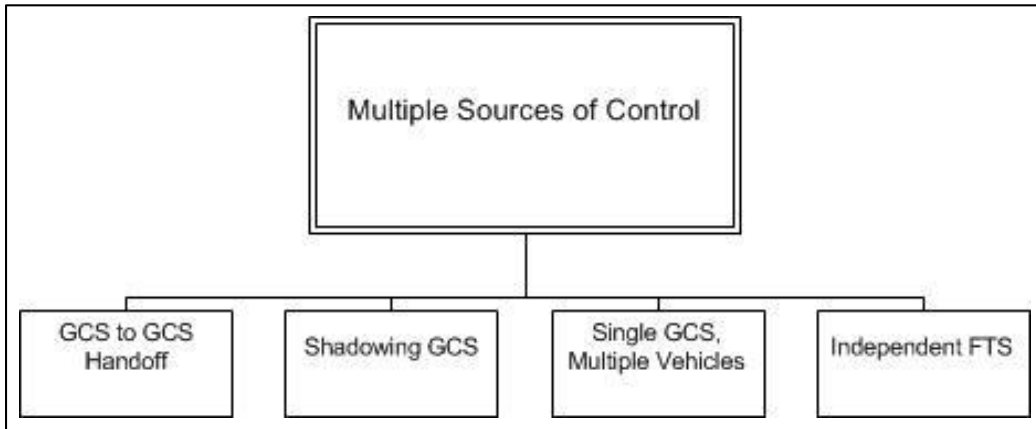 Multiple Sources of Control
GCS to GCS
Handoff
Shadowing GCS
Single GCS,
Multiple Vehicles
Independent FTS